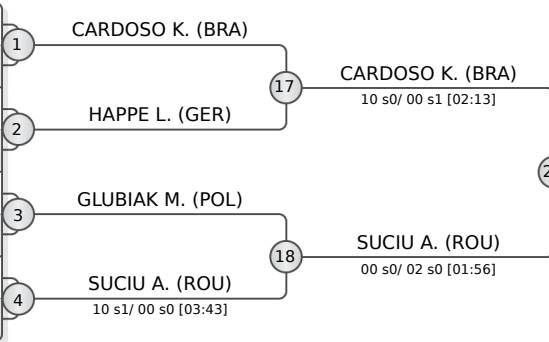 CARDOSO K. (BRA)
1
17
CARDOSO K. (BRA)
10 s0/ 00 s1 [02:13]
HAPPE L. (GER)
2
GLUBIAK M. (POL)
3
18
SUCIU A. (ROU)
00 s0/ 02 s0 [01:56]
SUCIU A. (ROU)
4
10 s1/ 00 s0 [03:43]